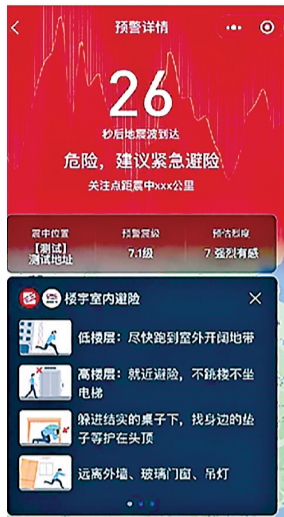 预警详情
26
秒后地震波到达
危险，建议紧急避险
关注点距震中xxx公里
震中位置 预警震级 预估烈度
【测试】
测试地址
7.1级 7 强烈有感
楼宇室内避险
低楼层：尽快跑到室外开阔地带
高楼层：就近避险，不跳楼不坐
电梯
躲进结实的桌子下，找身边的垫
子等护在头顶
远离外墙、玻璃门窗、吊灯